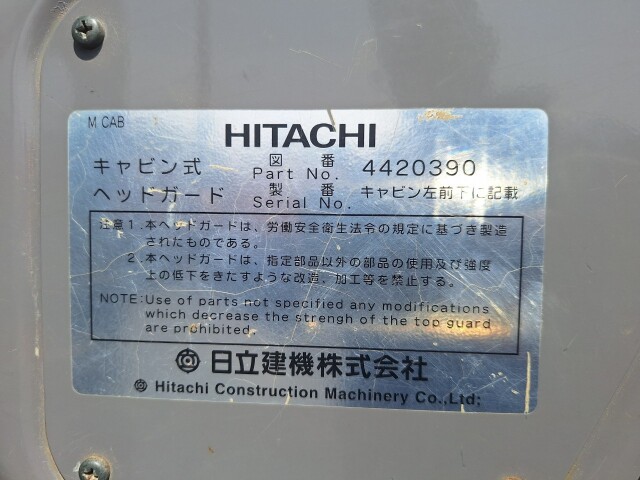 M CAB
HITACHI
キャビン式 図番 4420390
Part No.
ヘッドガード 製番 キャビン左前下に記載
Serial No.
注意1.本ヘッドガードは、労働安全衛生法令の規定に基づき製造
されたものである。
2.本ヘッドガードは、指定部品以外の部品の使用及び強度
上の低下をきたすような改造、加工等を禁止する。
NOTE:Use of parts not specified any modifications
which decrease the strengh of the top guard
are prohibited.
日立建機株式会社
Hitachi Construction Machinery Co.,Ltd;